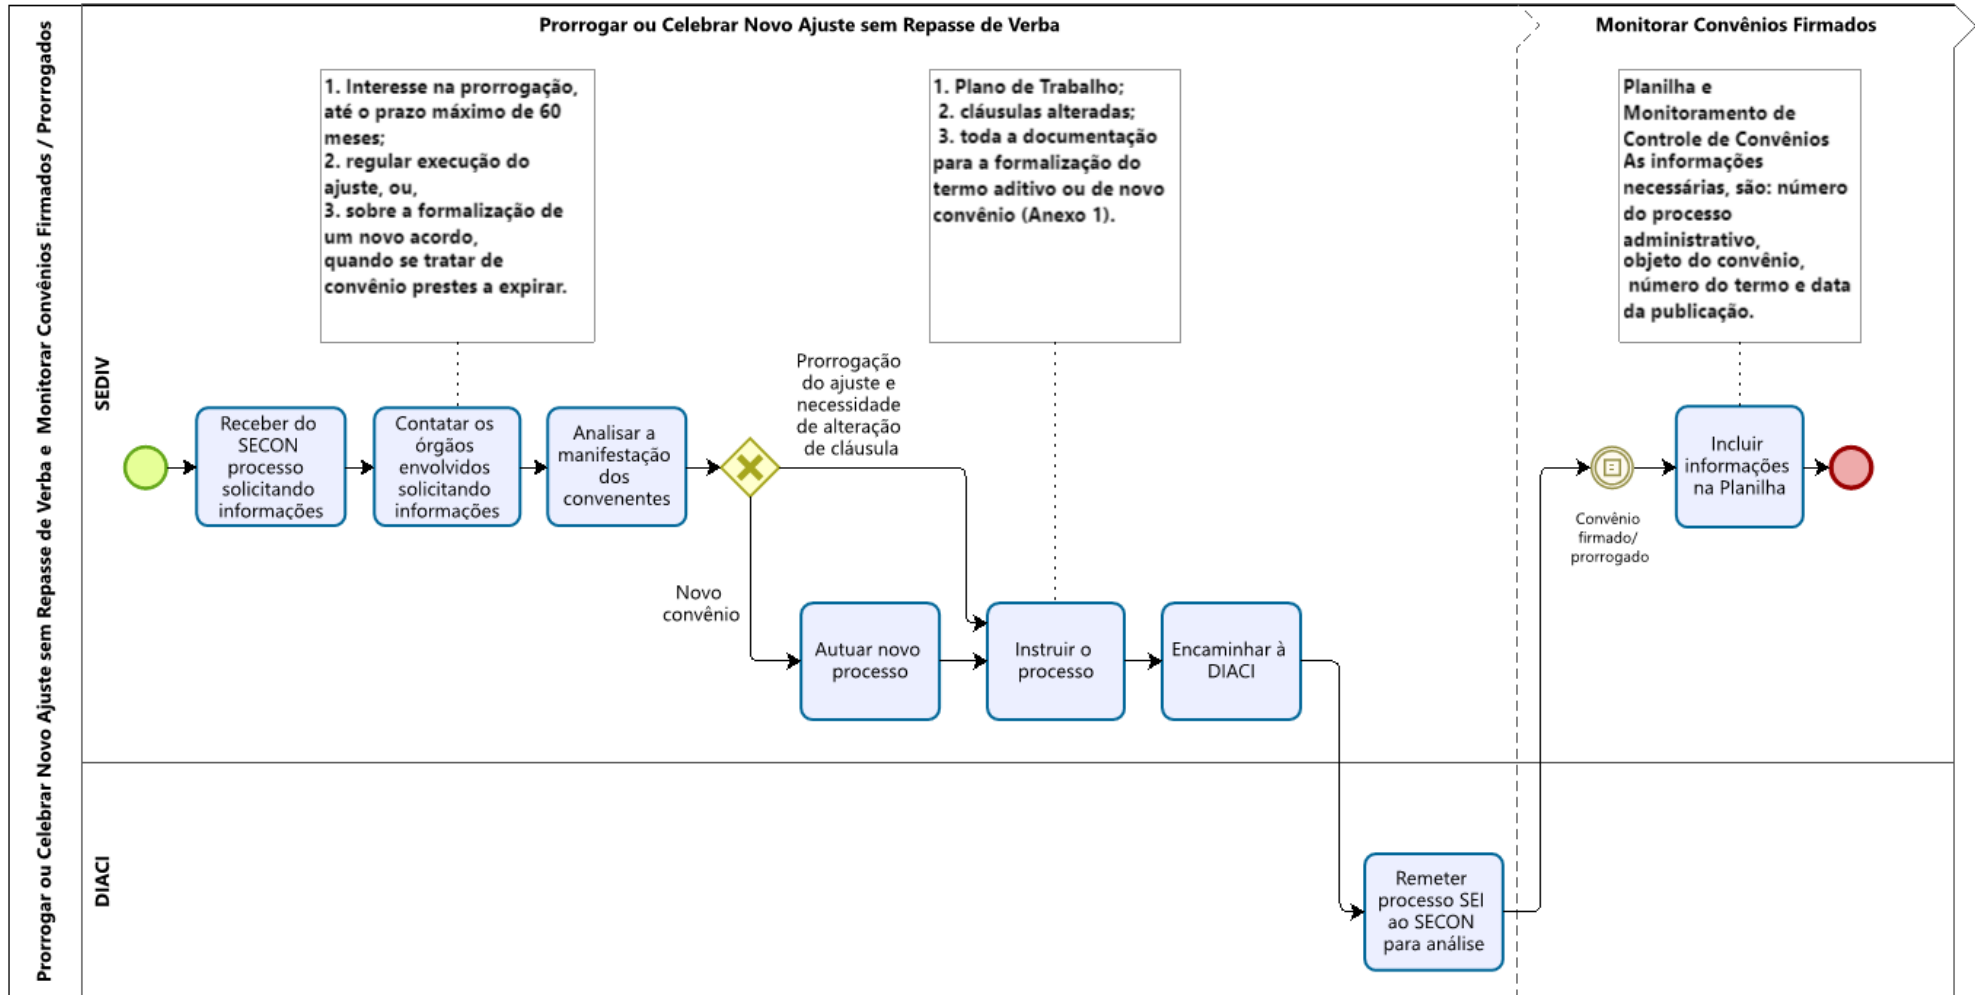 Prorrogar ou Celebrar Novo Ajuste sem Repasse de Verba e  Monitorar Convênios Firmados / Prorrogados
Prorrogar ou Celebrar Novo Ajuste sem Repasse de Verba
Monitorar Convênios Firmados
SEDIV
1. Interesse na prorrogação,
até o prazo máximo de 60
meses;
2. regular execução do
ajuste, ou,
3. sobre a formalização de
um novo acordo,
quando se tratar de
convênio prestes a expirar.
1. Plano de Trabalho;
2. cláusulas alteradas;
3. toda a documentação
para a formalização do
termo aditivo ou de novo
convênio (Anexo 1).
Planilha e
Monitoramento de
Controle de Convênios
As informações
necessárias, são: número
do processo
administrativo,
objeto do convênio,
número do termo e data
da publicação.
Receber do
SECON
processo
solicitando
informações
Contatar os
órgãos
envolvidos
solicitando
informações
Analisar a
manifestação
dos
convenentes
Prorrogação
do ajuste e
necessidade
de alteração
de cláusula
Novo
convênio
Autuar novo
processo
Instruir o
processo
Encaminhar à
DIACI
Convênio
firmado/
prorrogado
Incluir
informações
na Planilha
DIACI
Remeter
processo SEI
ao SECON
para análise